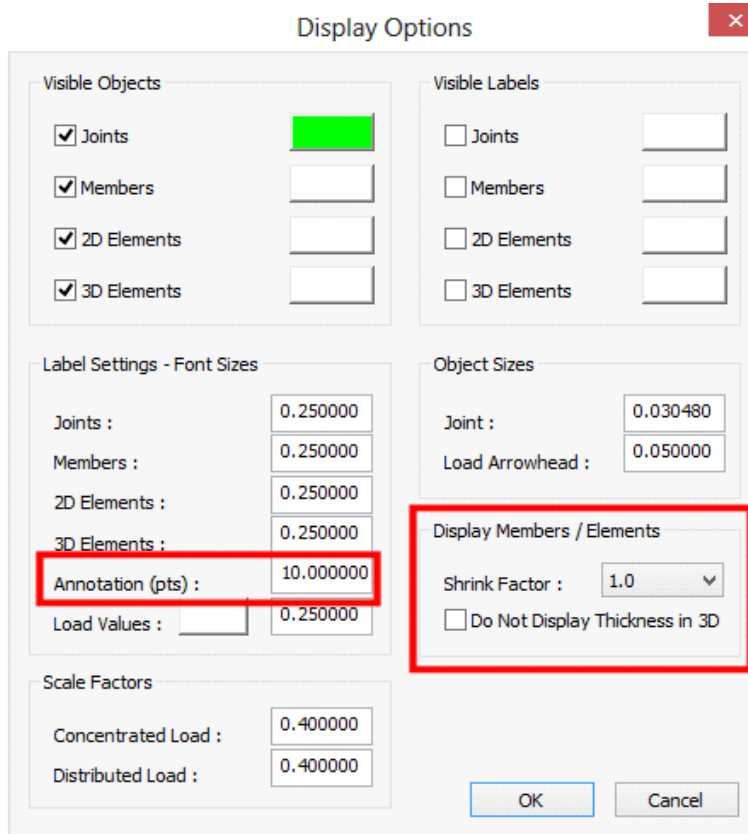 Display Options
Visible Objects
Joints
Members
2D Elements
3D Elements
Visible Labels
Joints
Members
2D Elements
3D Elements
Label Settings - Font Sizes
Joints : 0.250000
Members : 0.250000
2D Elements : 0.250000
3D Elements : 0.250000
Annotation (pts) : 10.000000
Load Values : 0.250000
Object Sizes
Joint : 0.030480
Load Arrowhead : 0.050000
Display Members / Elements
Shrink Factor : 1.0
Do Not Display Thickness in 3D
Scale Factors
Concentrated Load : 0.400000
Distributed Load : 0.400000
OK
Cancel